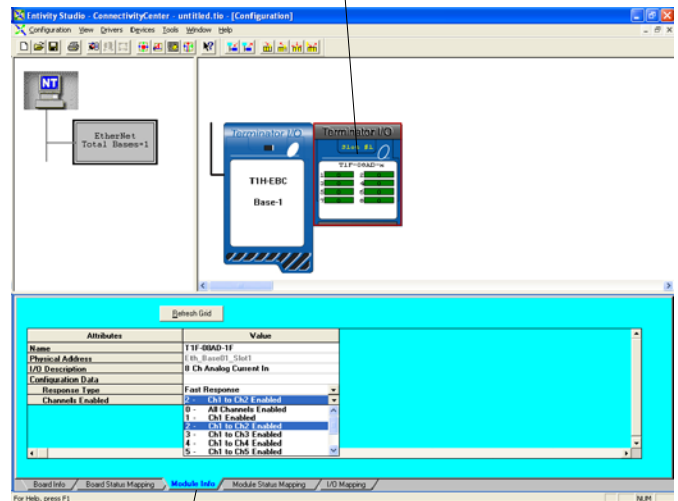 Entivity Studio - ConnectivityCenter - untitled.tio - [Configuration]
Configuration View Drivers Devices Tools Window Help
NT
EtherNet
Total Bases=1
Terminator I/O
T1H-EBC
Base-1
Terminator I/O
Slot #1
T1F-08AD-*
Refresh Grid
Attributes Value
Name T1F-08AD-1F
Physical Address Eth_Base01_Slot1
I/O Description 8 Ch Analog Current In
Configuration Data
Response Type Fast Response
Channels Enabled 2 - Ch1 to Ch2 Enabled
0 - All Channels Enabled
1 - Ch1 Enabled
2 - Ch1 to Ch2 Enabled
3 - Ch1 to Ch3 Enabled
4 - Ch1 to Ch4 Enabled
5 - Ch1 to Ch5 Enabled
Board Info Board Status Mapping Module Info Module Status Mapping I/O Mapping
For Help, press F1 NUM